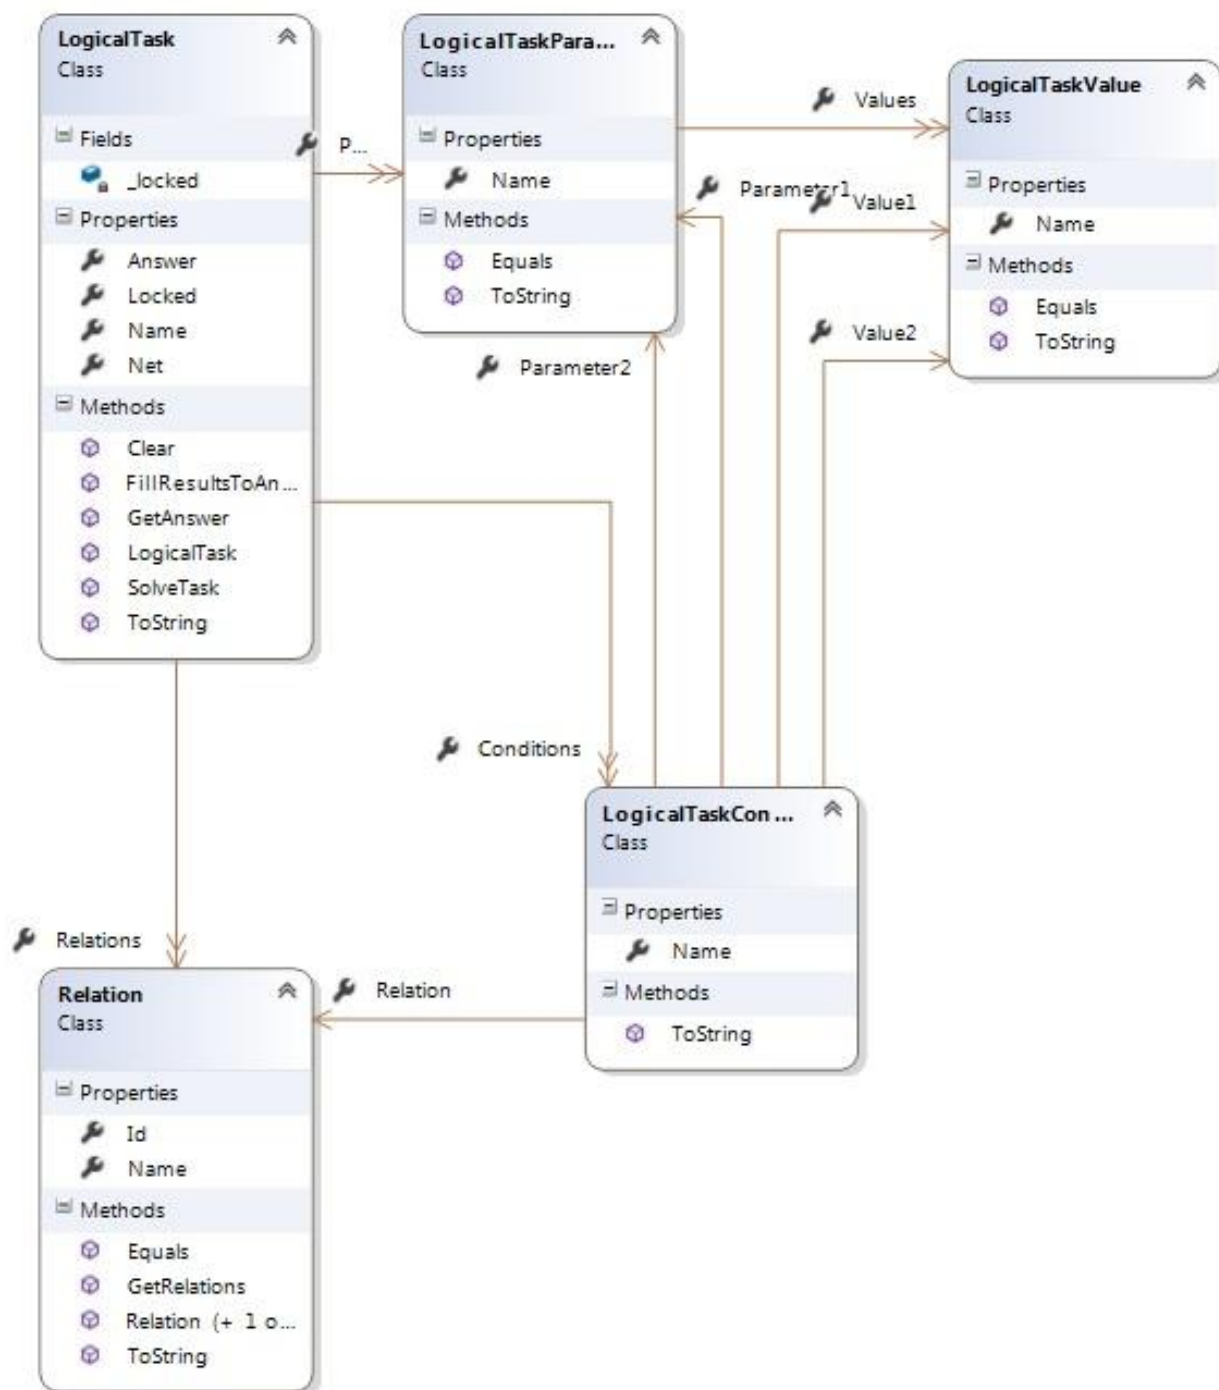 LogicalTask
Class
Fields
_locked
Properties
Answer
Locked
Name
Net
Methods
Clear
FillResultsToAn...
GetAnswer
LogicalTask
SolveTask
ToString
P...
LogicalTaskPara...
Class
Properties
Name
Methods
Equals
ToString
Values
Parameter1
Value1
Value2
Parameter2
LogicalTaskValue
Class
Properties
Name
Methods
Equals
ToString
Conditions
LogicalTaskCon...
Class
Properties
Name
Methods
ToString
Relations
Relation
Relation
Class
Properties
Id
Name
Methods
Equals
GetRelations
Relation (+ 1 o...
ToString